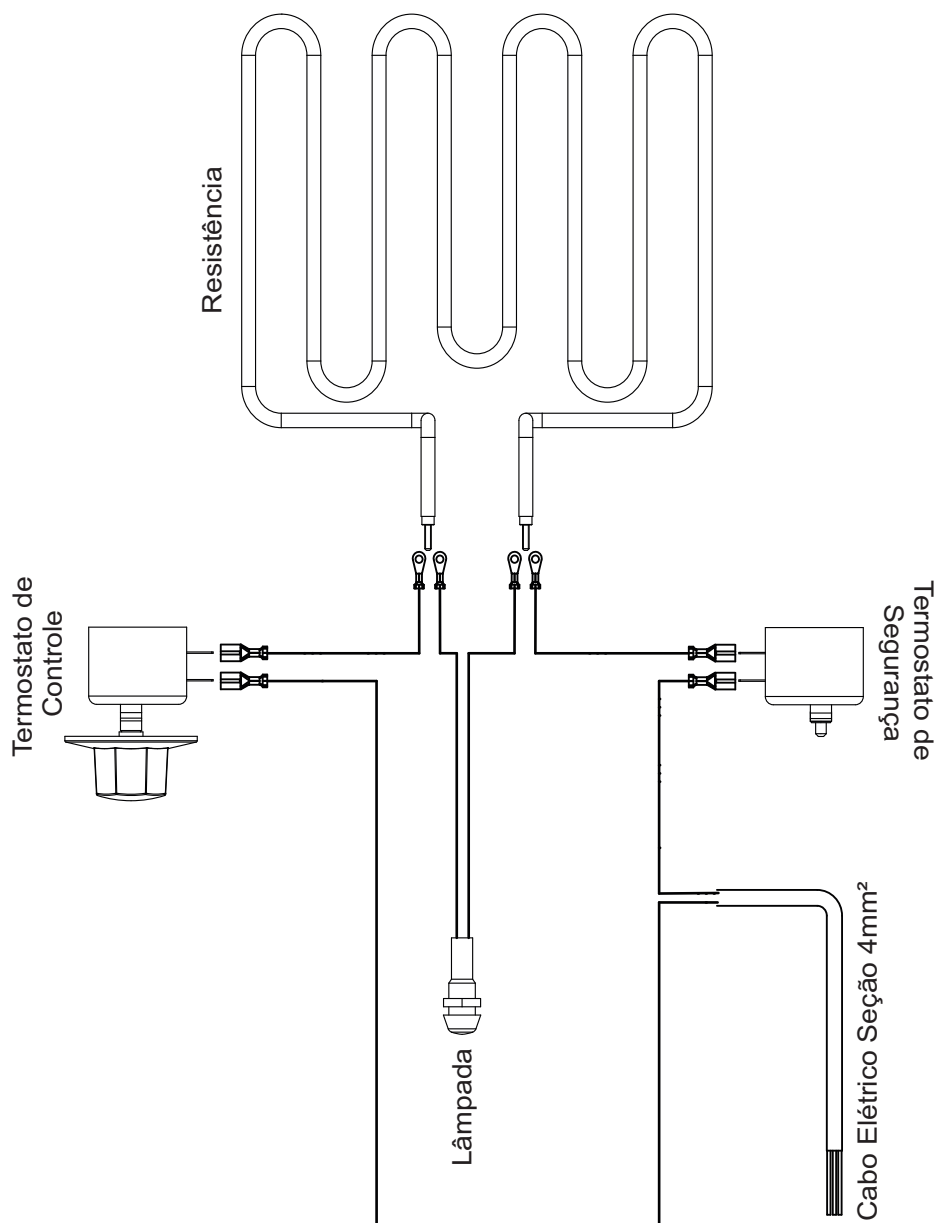 Resistência
Termostato de
Controle
Termostato de
Segurança
Lâmpada
Cabo Elétrico Seção 4mm²